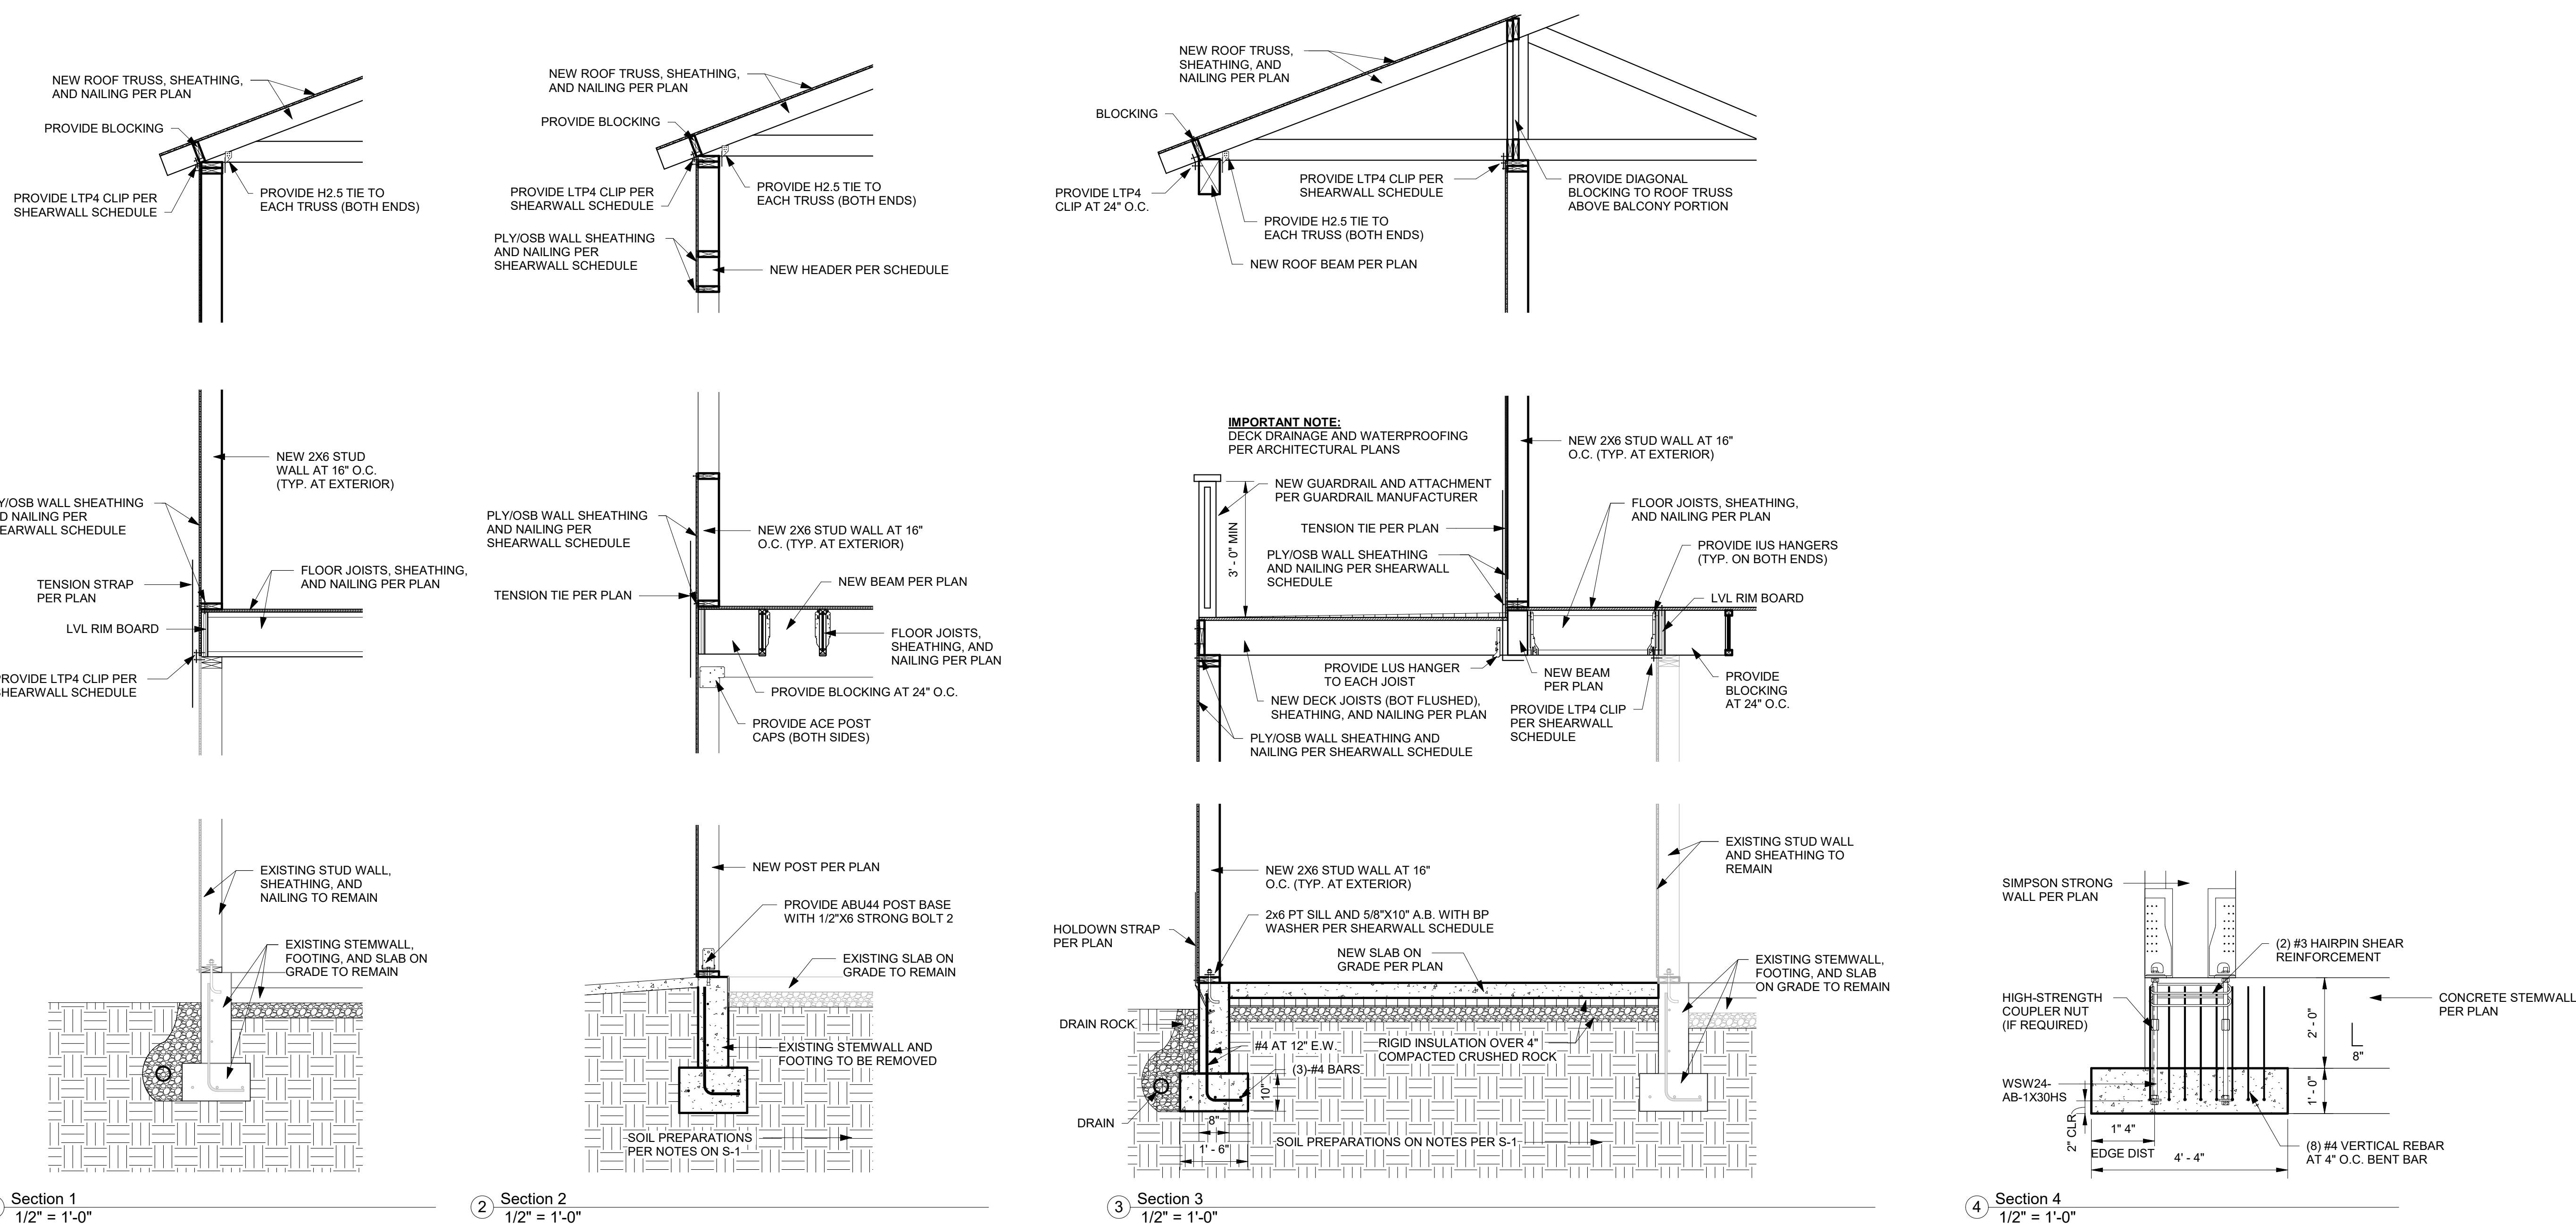 NEW ROOF TRUSS, SHEATHING,
AND NAILING PER PLAN
PROVIDE BLOCKING
PROVIDE LTP4 CLIP PER
SHEARWALL SCHEDULE
PROVIDE H2.5 TIE TO
EACH TRUSS (BOTH ENDS)
NEW 2X6 STUD
WALL AT 16" O.C.
(TYP. AT EXTERIOR)
Y/OSB WALL SHEATHING
D NAILING PER
EARWALL SCHEDULE
TENSION STRAP
PER PLAN
FLOOR JOISTS, SHEATHING,
AND NAILING PER PLAN
LVL RIM BOARD
ROVIDE LTP4 CLIP PER
HEARWALL SCHEDULE
EXISTING STUD WALL,
SHEATHING, AND
NAILING TO REMAIN
EXISTING STEMWALL,
FOOTING, AND SLAB ON
GRADE TO REMAIN
Section 1
1/2" = 1'-0"
NEW ROOF TRUSS, SHEATHING,
AND NAILING PER PLAN
PROVIDE BLOCKING
PROVIDE LTP4 CLIP PER
SHEARWALL SCHEDULE
PROVIDE H2.5 TIE TO
EACH TRUSS (BOTH ENDS)
PLY/OSB WALL SHEATHING
AND NAILING PER
SHEARWALL SCHEDULE
NEW HEADER PER SCHEDULE
PLY/OSB WALL SHEATHING
AND NAILING PER
SHEARWALL SCHEDULE
NEW 2X6 STUD WALL AT 16"
O.C. (TYP. AT EXTERIOR)
NEW BEAM PER PLAN
TENSION TIE PER PLAN
FLOOR JOISTS,
SHEATHING, AND
NAILING PER PLAN
PROVIDE BLOCKING AT 24" O.C.
PROVIDE ACE POST
CAPS (BOTH SIDES)
NEW POST PER PLAN
PROVIDE ABU44 POST BASE
WITH 1/2"X6 STRONG BOLT 2
EXISTING SLAB ON
GRADE TO REMAIN
EXISTING STEMWALL AND
FOOTING TO BE REMOVED
SOIL PREPARATIONS
PER NOTES ON S-1
2
Section 2
1/2" = 1'-0"
NEW ROOF TRUSS,
SHEATHING, AND
NAILING PER PLAN
BLOCKING
PROVIDE LTP4
CLIP AT 24" O.C.
PROVIDE LTP4 CLIP PER
SHEARWALL SCHEDULE
PROVIDE DIAGONAL
BLOCKING TO ROOF TRUSS
ABOVE BALCONY PORTION
PROVIDE H2.5 TIE TO
EACH TRUSS (BOTH ENDS)
NEW ROOF BEAM PER PLAN
IMPORTANT NOTE:
DECK DRAINAGE AND WATERPROOFING
PER ARCHITECTURAL PLANS
NEW 2X6 STUD WALL AT 16"
O.C. (TYP. AT EXTERIOR)
NEW GUARDRAIL AND ATTACHMENT
PER GUARDRAIL MANUFACTURER
3' - 0" MIN
TENSION TIE PER PLAN
FLOOR JOISTS, SHEATHING,
AND NAILING PER PLAN
PLY/OSB WALL SHEATHING
AND NAILING PER SHEARWALL
SCHEDULE
PROVIDE IUS HANGERS
(TYP. ON BOTH ENDS)
LVL RIM BOARD
PROVIDE LUS HANGER
TO EACH JOIST
NEW BEAM
PER PLAN
PROVIDE
BLOCKING
AT 24" O.C.
NEW DECK JOISTS (BOT FLUSHED),
SHEATHING, AND NAILING PER PLAN
PROVIDE LTP4 CLIP
PER SHEARWALL
SCHEDULE
PLY/OSB WALL SHEATHING AND
NAILING PER SHEARWALL SCHEDULE
EXISTING STUD WALL
AND SHEATHING TO
REMAIN
NEW 2X6 STUD WALL AT 16"
O.C. (TYP. AT EXTERIOR)
2x6 PT SILL AND 5/8"X10" A.B. WITH BP
WASHER PER SHEARWALL SCHEDULE
HOLDOWN STRAP
PER PLAN
NEW SLAB ON
GRADE PER PLAN
EXISTING STEMWALL,
FOOTING, AND SLAB
ON GRADE TO REMAIN
DRAIN ROCK
#4 AT 12" E.W.
RIGID INSULATION OVER 4"
COMPACTED CRUSHED ROCK
(3)-#4 BARS
10"
DRAIN
8"
1' - 6"
SOIL PREPARATIONS ON NOTES PER S-1
3
Section 3
1/2" = 1'-0"
SIMPSON STRONG
WALL PER PLAN
(2) #3 HAIRPIN SHEAR
REINFORCEMENT
HIGH-STRENGTH
COUPLER NUT
(IF REQUIRED)
CONCRETE STEMWALL
PER PLAN
2' - 0"
8"
WSW24-
AB-1X30HS
1' - 0"
2" CLR
1" 4"
EDGE DIST
4' - 4"
(8) #4 VERTICAL REBAR
AT 4" O.C. BENT BAR
4
Section 4
1/2" = 1'-0"